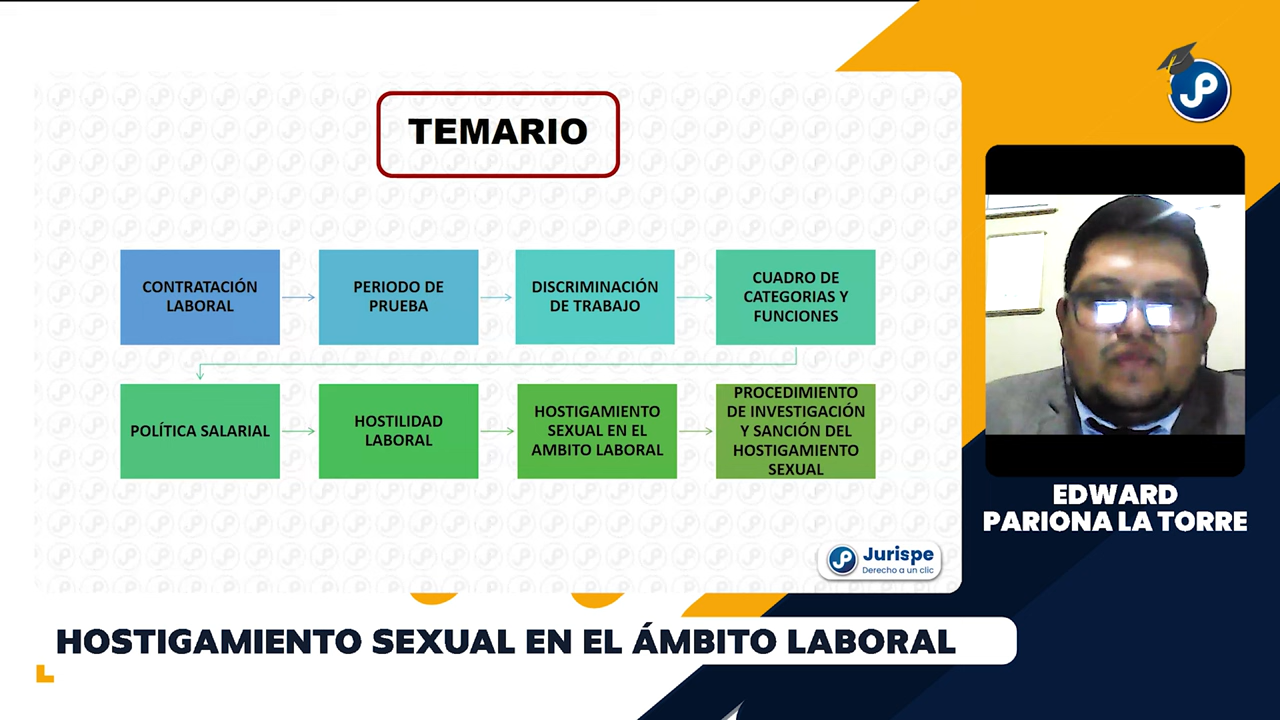 TEMARIO
CONTRATACIÓN
LABORAL
PERIODO DE
PRUEBA
DISCRIMINACIÓN
DE TRABAJO
CUADRO DE
CATEGORIAS Y
FUNCIONES
POLÍTICA SALARIAL
HOSTILIDAD
LABORAL
HOSTIGAMIENTO
SEXUAL EN EL
AMBITO LABORAL
PROCEDIMIENTO
DE INVESTIGACIÓN
Y SANCIÓN DEL
HOSTIGAMIENTO
SEXUAL
JP
Jurispe
Derecho a un clic
JP
EDWARD
PARIONA LA TORRE
HOSTIGAMIENTO SEXUAL EN EL ÁMBITO LABORAL